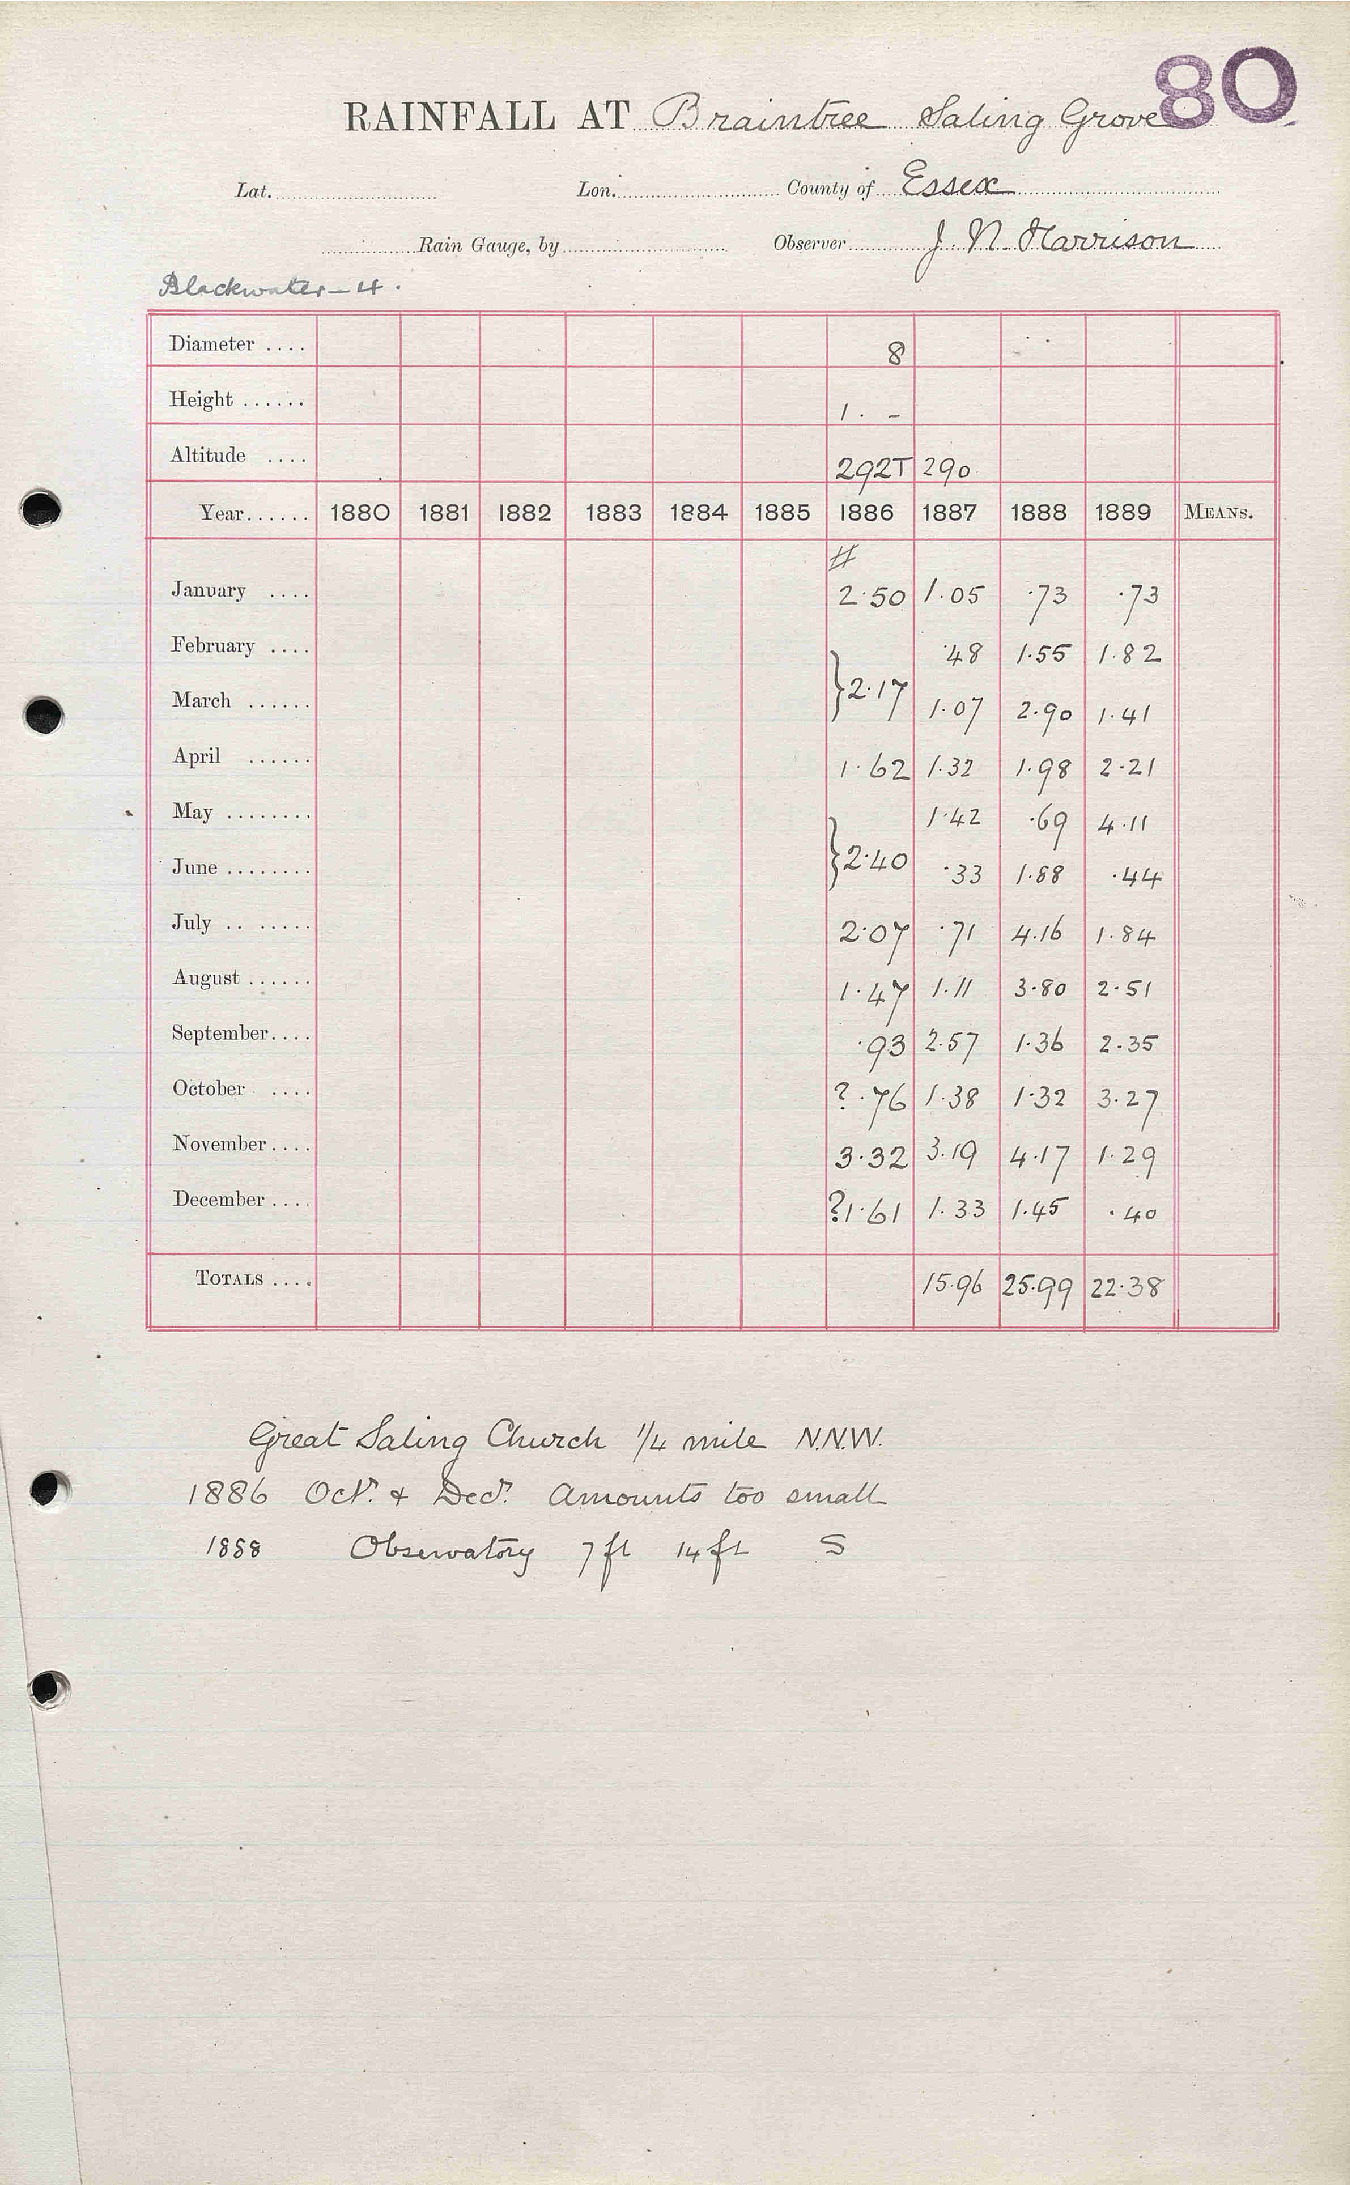 80
RAINFALL AT Braintree Saling Grove
Lat. Lon. County of Essex
Rain Gauge, by Observer J. N Harrison
Blackwater - 4.
Diameter .... 8
Height ...... 1. -
Altitude .... 292T 290
Year...... 1880 1881 1882 1883 1884 1885 1886 1887 1888 1889 MEANS.
#
January .... 2.50 1.05 .73 .73
February .... .48 1.55 1.82
March ...... }2.17 1.07 2.90 1.41
April ...... 1.62 1.32 1.98 2.21
May ........ 1.42 .69 4.11
June ........ }2.40 .33 1.88 .44
July .. ..... 2.07 .71 4.16 1.84
August ...... 1.47 1.11 3.80 2.51
September.... .93 2.57 1.36 2.35
October .... ? .76 1.38 1.32 3.27
November.... 3.32 3.19 4.17 1.29
December .... ?1.61 1.33 1.45 .40
TOTALS .... 15.96 25.99 22.38
Great Saling Church 1/4 mile N.N.W.
1886 Octr. & Decr. Amounts too small
1888 Observatory 7 ft 14 ft S